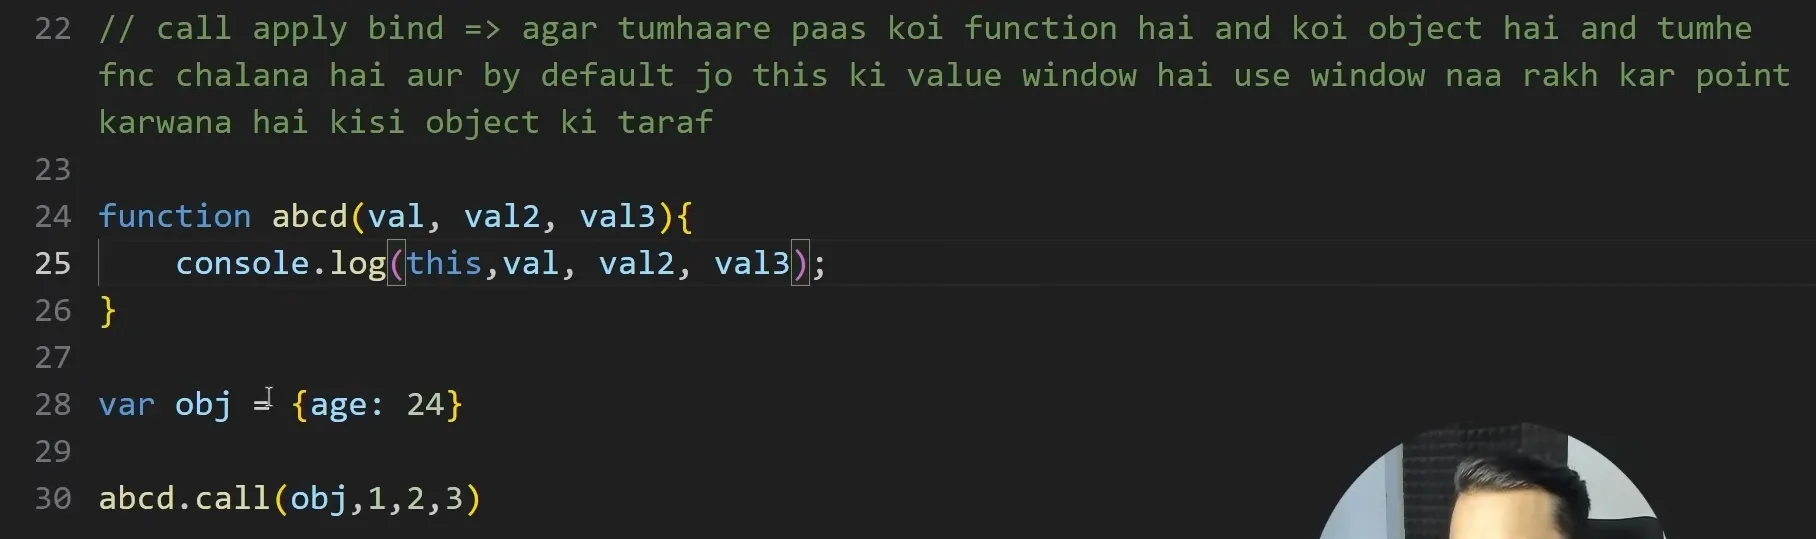 22 // call apply bind => agar tumhaare paas koi function hai and koi object hai and tumhe
fnc chalana hai aur by default jo this ki value window hai use window naa rakh kar point
karwana hai kisi object ki taraf
23
24 function abcd(val, val2, val3){
25     console.log(this,val, val2, val3);
26 }
27
28 var obj = {age: 24}
29
30 abcd.call(obj,1,2,3)